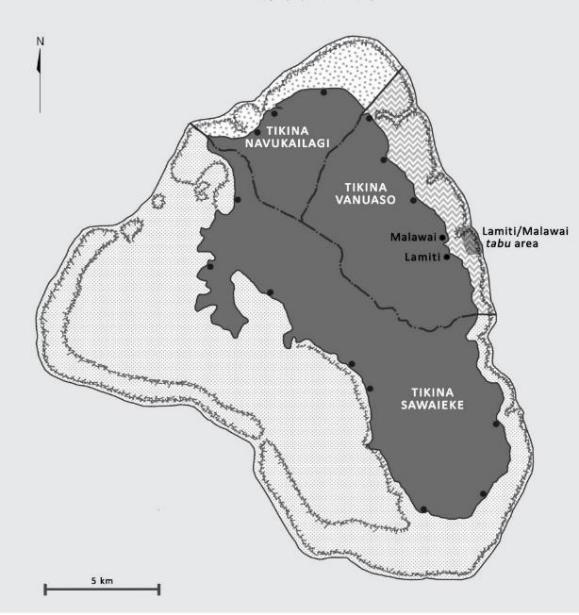 N
TIKINA
NAVUKAILAGI
TIKINA
VANUASO
Malawai
Lamiti
Lamiti/Malawai
tabu area
TIKINA
SAWAIEKE
5 km